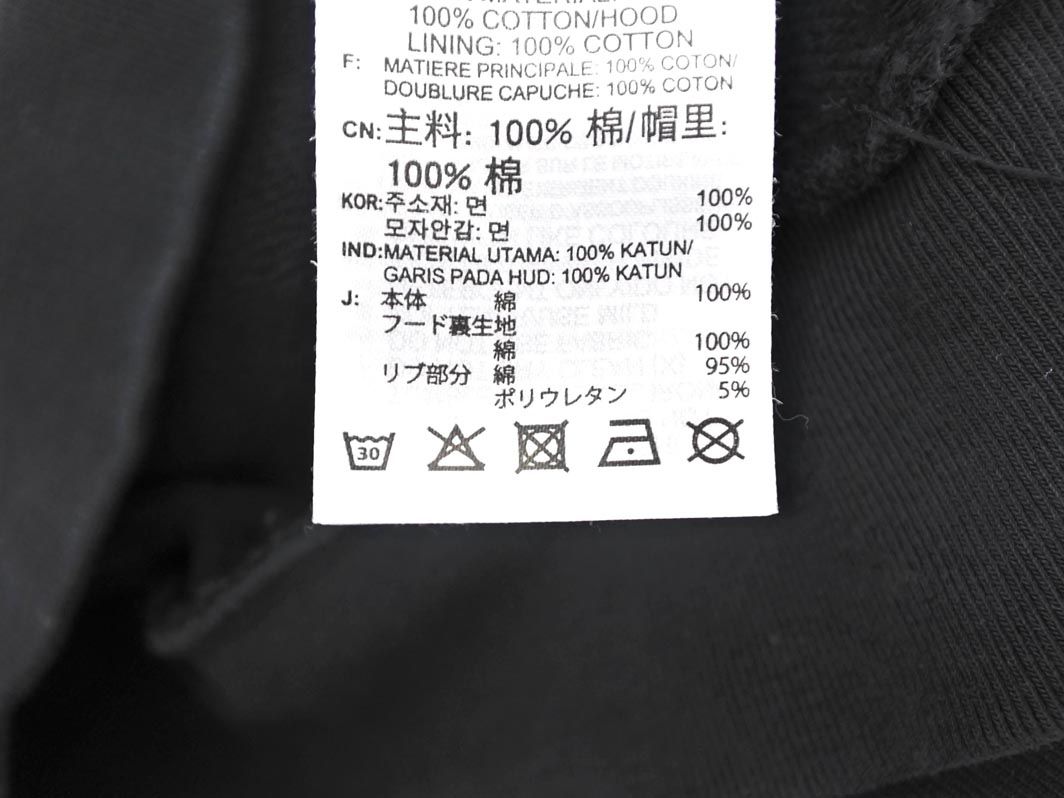 100% COTTON/HOOD
LINING: 100% COTTON
F: MATIERE PRINCIPALE: 100% COTON/
DOUBLURE CAPUCHE: 100% COTON
CN: 主料: 100% 棉/帽里:
100% 棉
KOR: 주소재: 면 100%
모자안감: 면 100%
IND: MATERIAL UTAMA: 100% KATUN/
GARIS PADA HUD: 100% KATUN
J: 本体 綿 100%
フード裏生地
綿 100%
リブ部分 綿 95%
ポリウレタン 5%
30